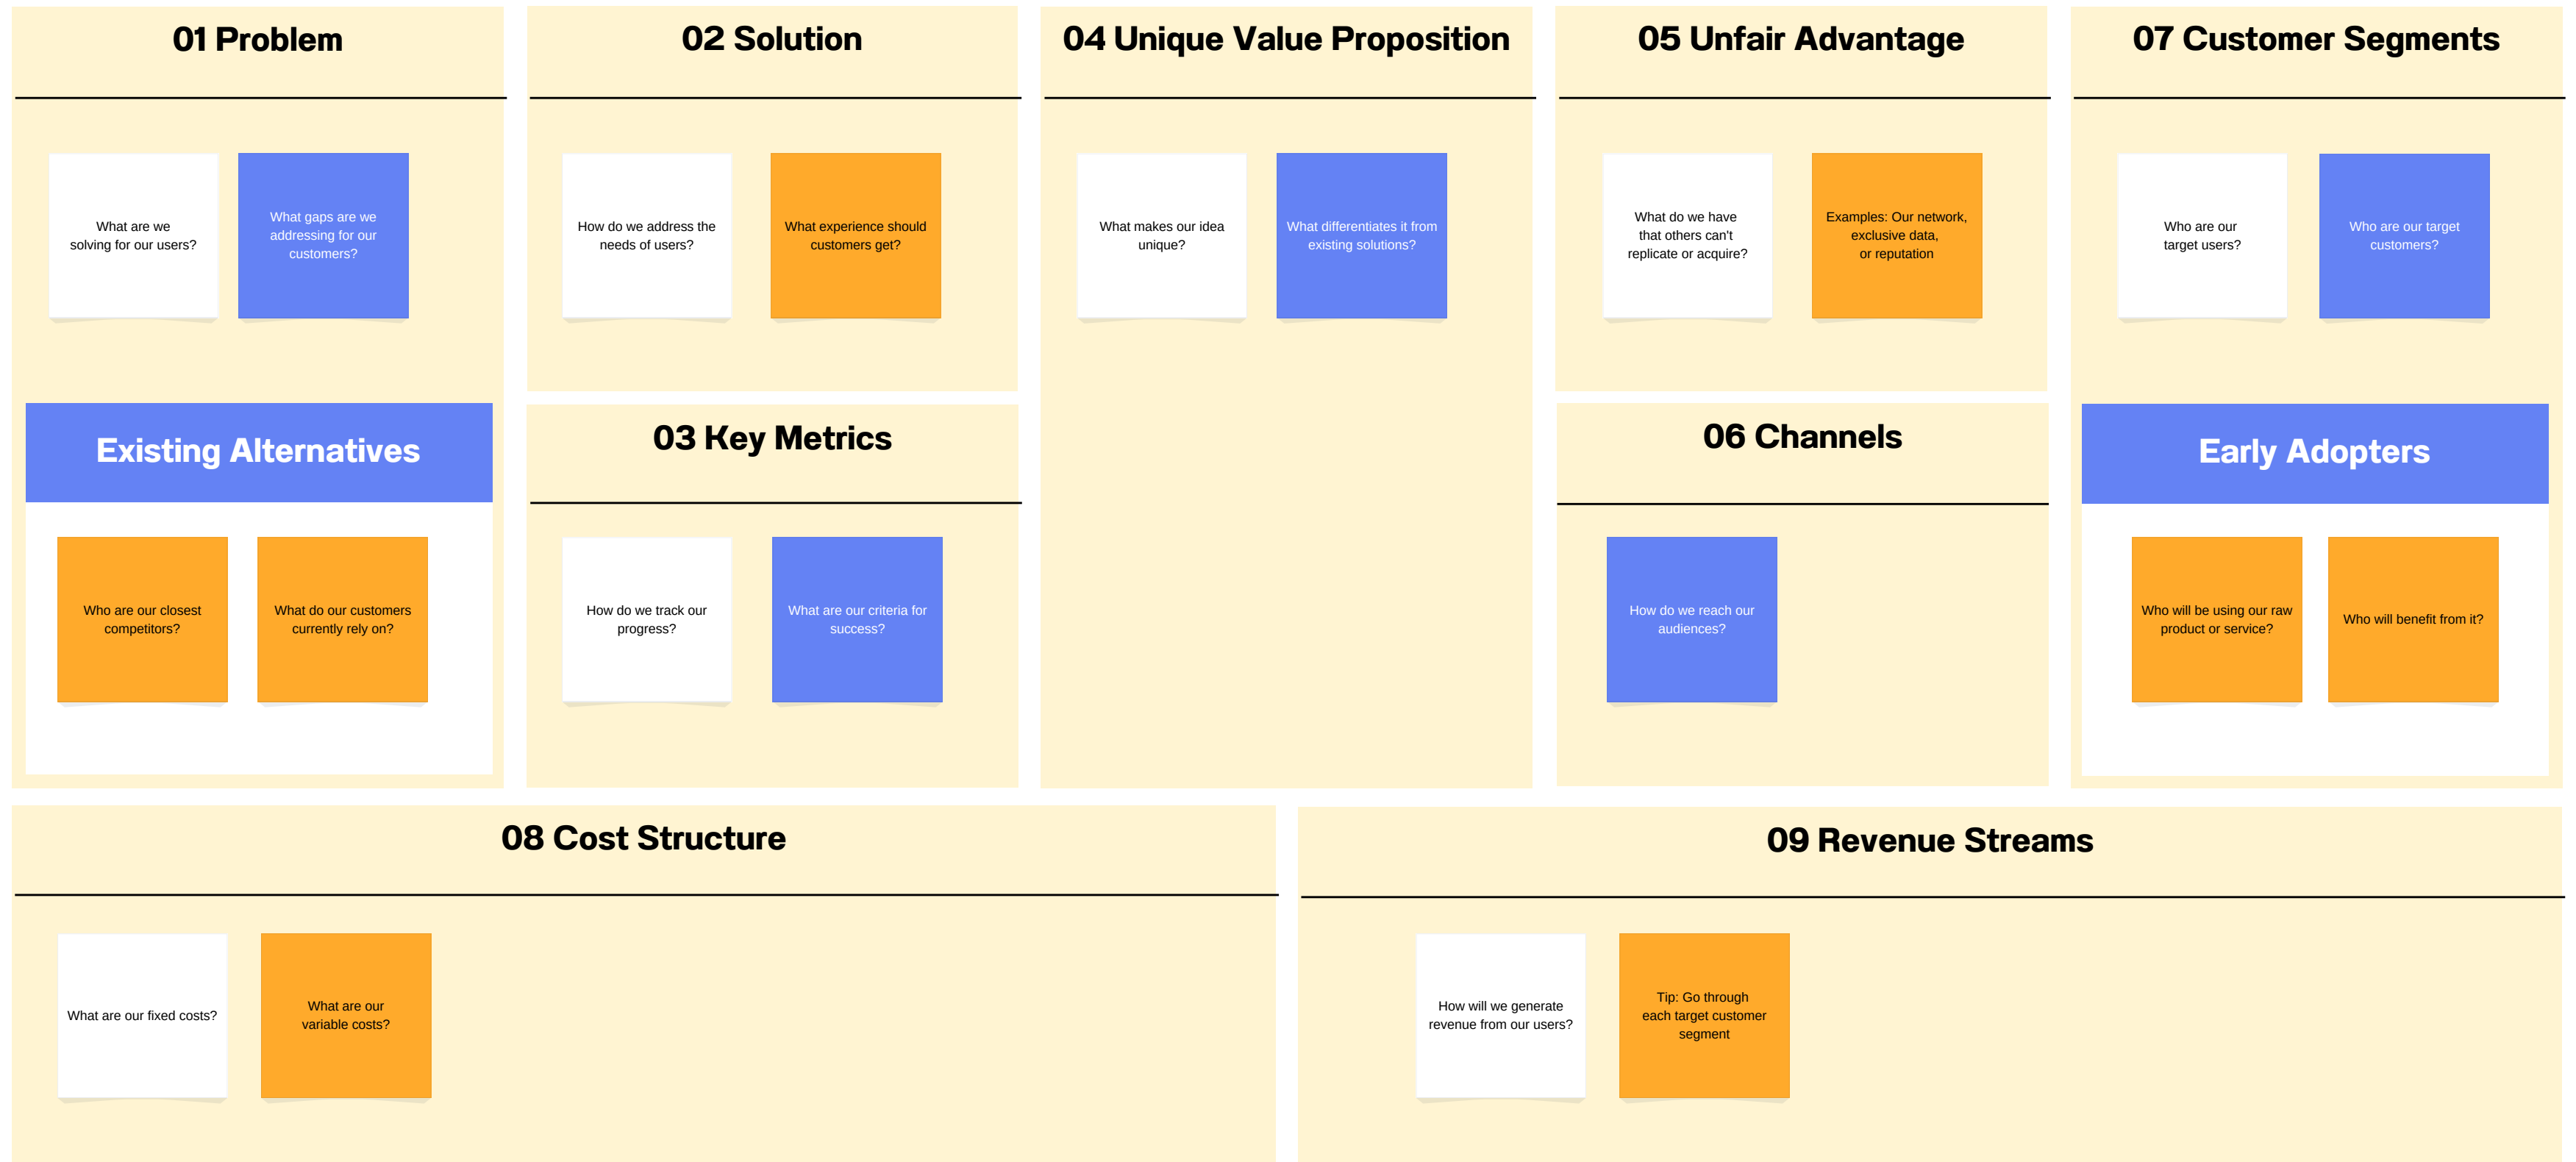 01 Problem
What are we
solving for our users?
What gaps are we
addressing for our
customers?
Existing Alternatives
Who are our closest
competitors?
What do our customers
currently rely on?
02 Solution
How do we address the
needs of users?
What experience should
customers get?
03 Key Metrics
How do we track our
progress?
What are our criteria for
success?
04 Unique Value Proposition
What makes our idea
unique?
What differentiates it from
existing solutions?
05 Unfair Advantage
What do we have
that others can't
replicate or acquire?
Examples: Our network,
exclusive data,
or reputation
06 Channels
How do we reach our
audiences?
07 Customer Segments
Who are our
target users?
Who are our target
customers?
Early Adopters
Who will be using our raw
product or service?
Who will benefit from it?
08 Cost Structure
What are our fixed costs?
What are our
variable costs?
09 Revenue Streams
How will we generate
revenue from our users?
Tip: Go through
each target customer
segment